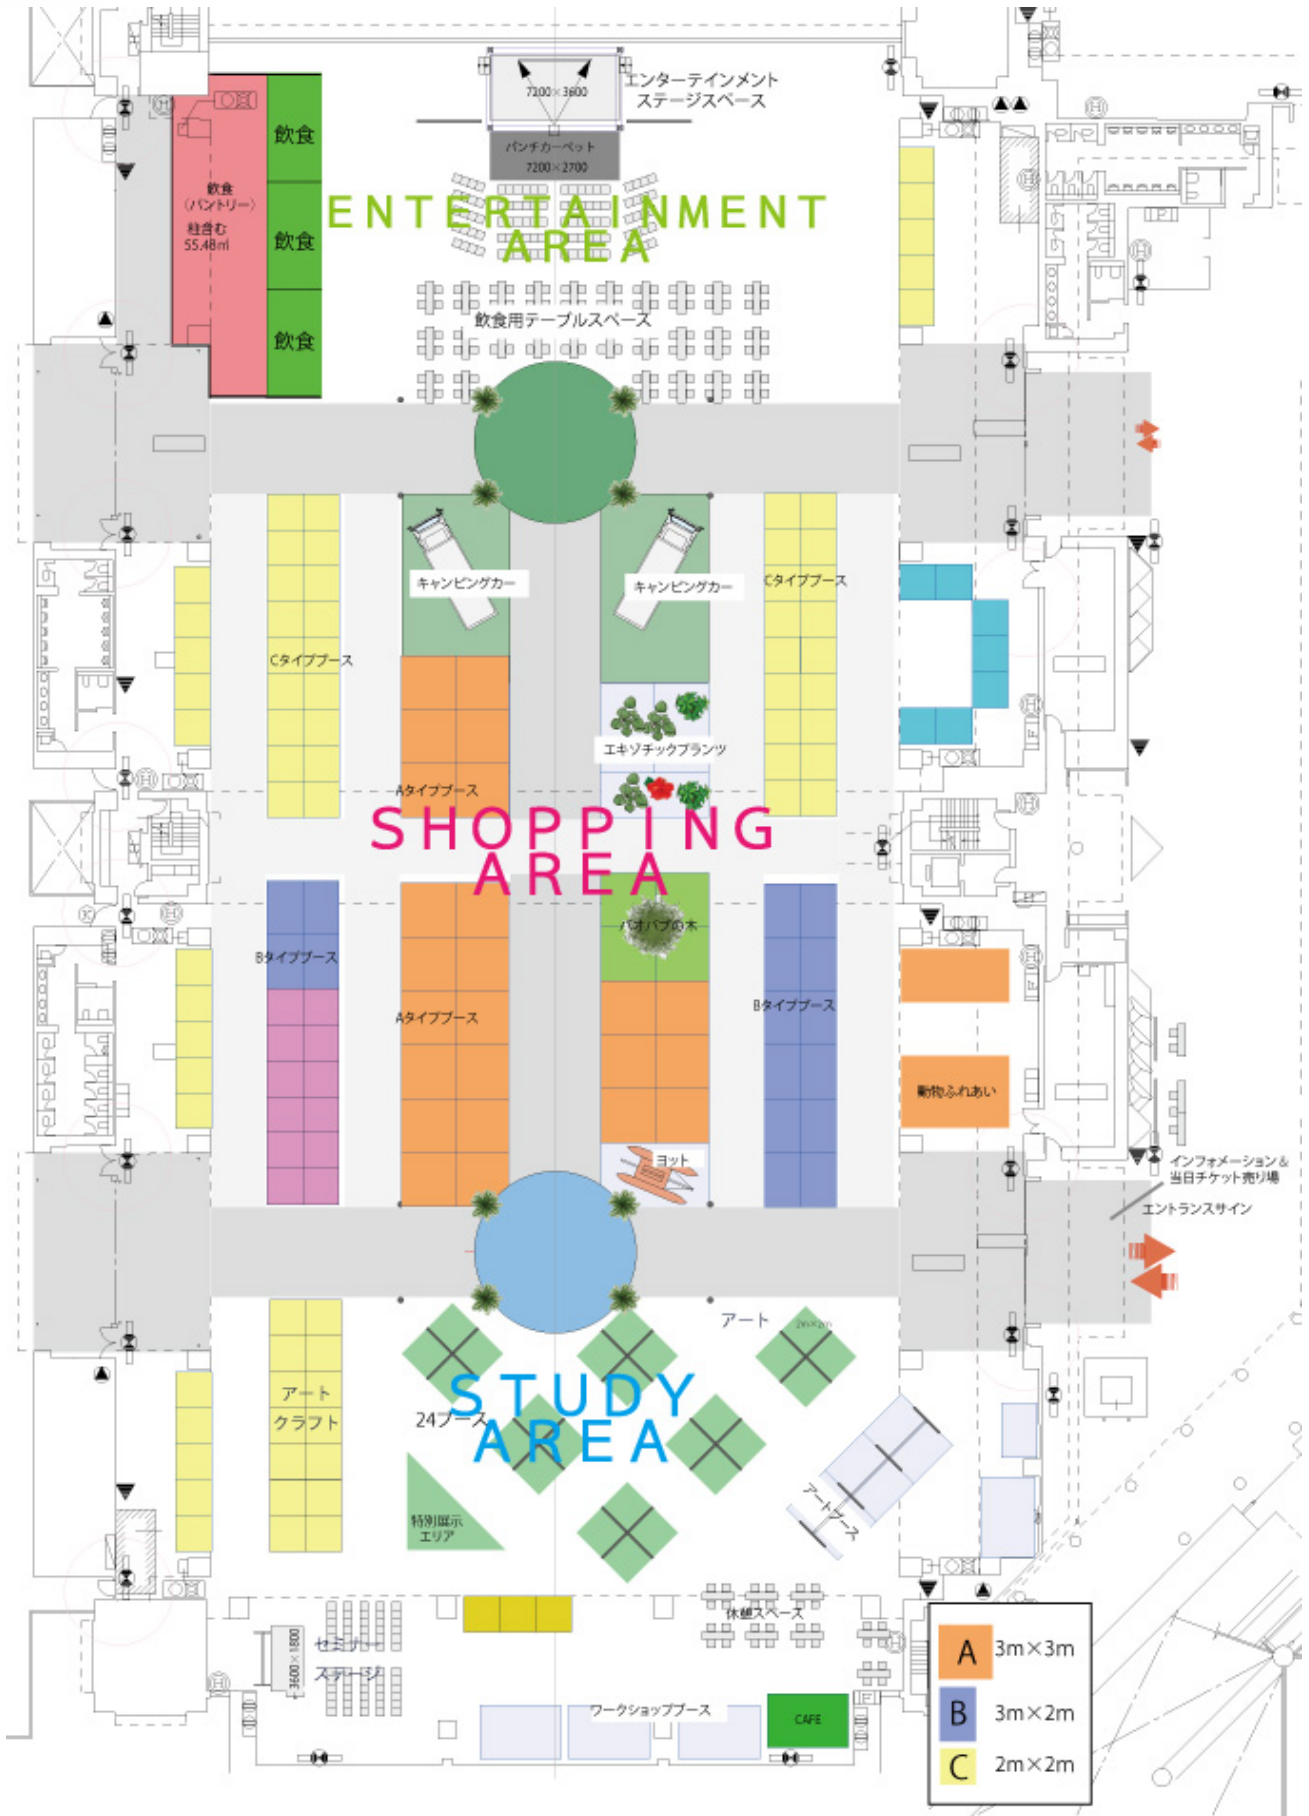 7200×3600
エンターテインメント
ステージスペース
パンチカーペット
7200×2700
飲食
飲食
(パントリー)
柱含む
55.48㎡
飲食
飲食
ENTERTAINMENT
AREA
飲食用テーブルスペース
キャンピングカー
キャンピングカー
Cタイプブース
Cタイプブース
エキゾチックプランツ
Aタイプブース
SHOPPING
AREA
バオバブの木
Bタイプブース
Aタイプブース
Bタイプブース
動物ふれあい
ヨット
インフォメーション&
当日チケット売り場
エントランスサイン
アート
2m×2m
アート
クラフト
24ブース
STUDY
AREA
特別展示
エリア
アートブース
休憩スペース
セミナー
ステージ
3600×1800
ワークショップブース
CAFE
A 3m×3m
B 3m×2m
C 2m×2m